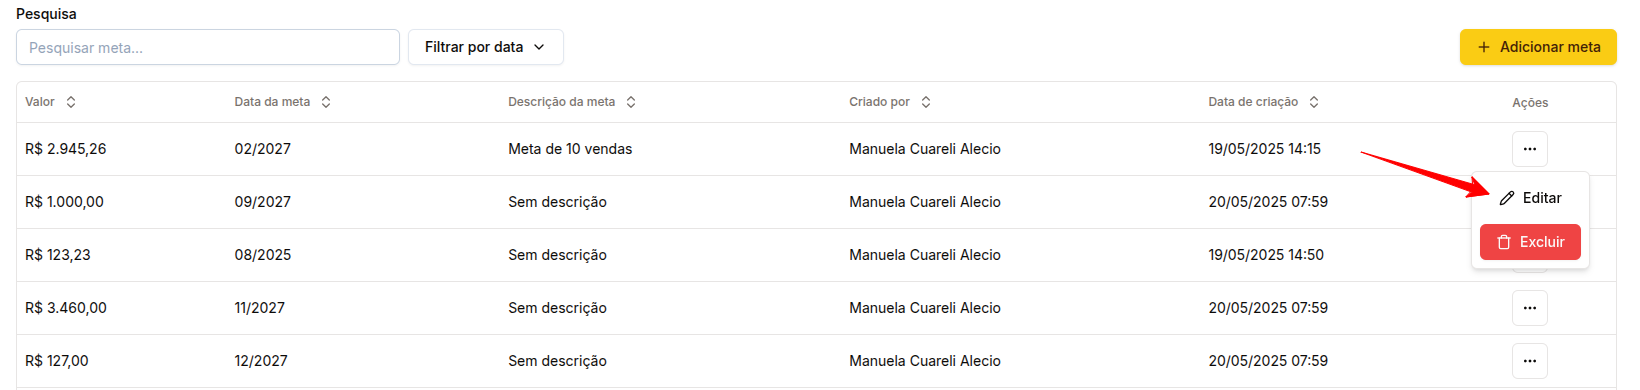 Pesquisa
Pesquisar meta...
Filtrar por data
Adicionar meta
Valor Data da meta Descrição da meta Criado por Data de criação Ações
R$ 2.945,26 02/2027 Meta de 10 vendas Manuela Cuareli Alecio 19/05/2025 14:15
R$ 1.000,00 09/2027 Sem descrição Manuela Cuareli Alecio 20/05/2025 07:59
Editar
R$ 123,23 08/2025 Sem descrição Manuela Cuareli Alecio 19/05/2025 14:50
Excluir
R$ 3.460,00 11/2027 Sem descrição Manuela Cuareli Alecio 20/05/2025 07:59
R$ 127,00 12/2027 Sem descrição Manuela Cuareli Alecio 20/05/2025 07:59